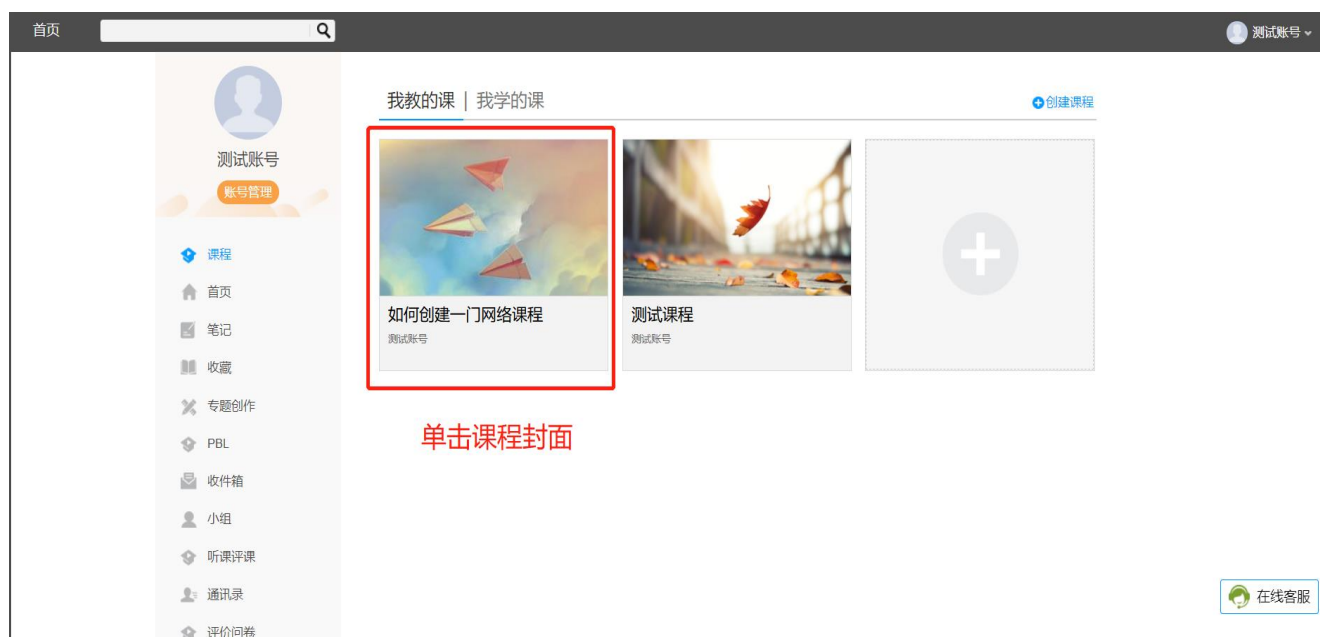 首页
测试账号
测试账号
账号管理
课程
首页
笔记
收藏
专题创作
PBL
收件箱
小组
听课评课
通讯录
评价问卷
我教的课 | 我学的课
创建课程
如何创建一门网络课程
测试账号
测试课程
测试账号
单击课程封面
在线客服